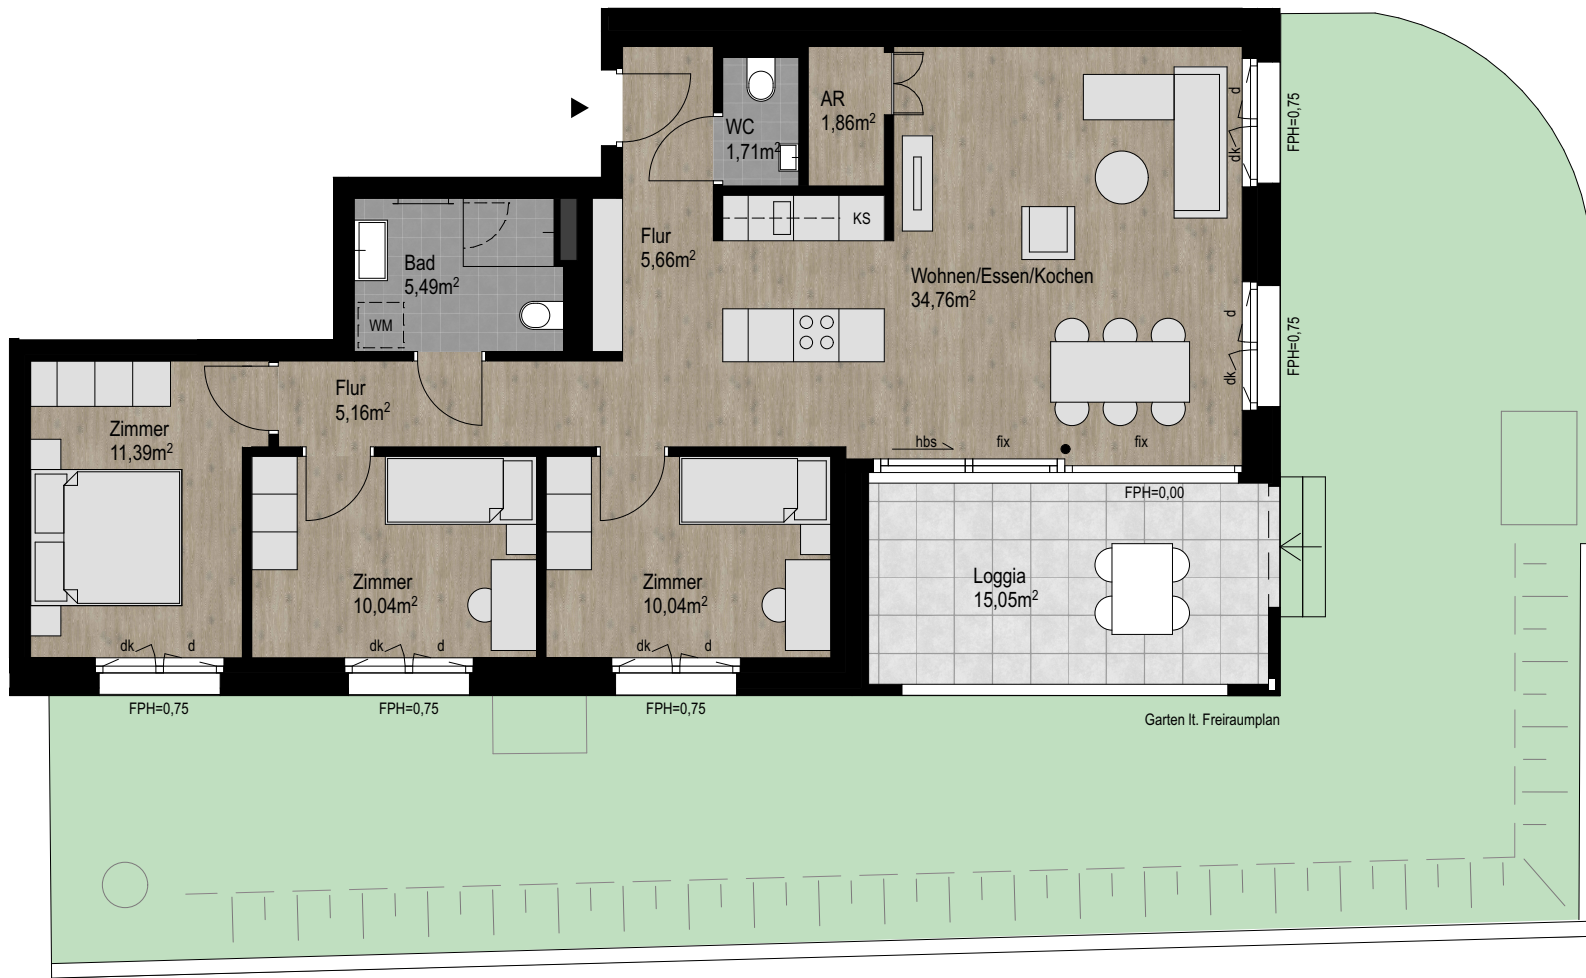 AR
1,86m²
WC
1,71m²
d
dk
FPH=0,75
KS
Flur
5,66m²
Bad
5,49m²
WM
Wohnen/Essen/Kochen
34,76m²
d
dk
FPH=0,75
Flur
5,16m²
Zimmer
11,39m²
hbs
fix
fix
FPH=0,00
Zimmer
10,04m²
Zimmer
10,04m²
Loggia
15,05m²
dk
d
dk
d
dk
d
FPH=0,75
FPH=0,75
FPH=0,75
Garten lt. Freiraumplan